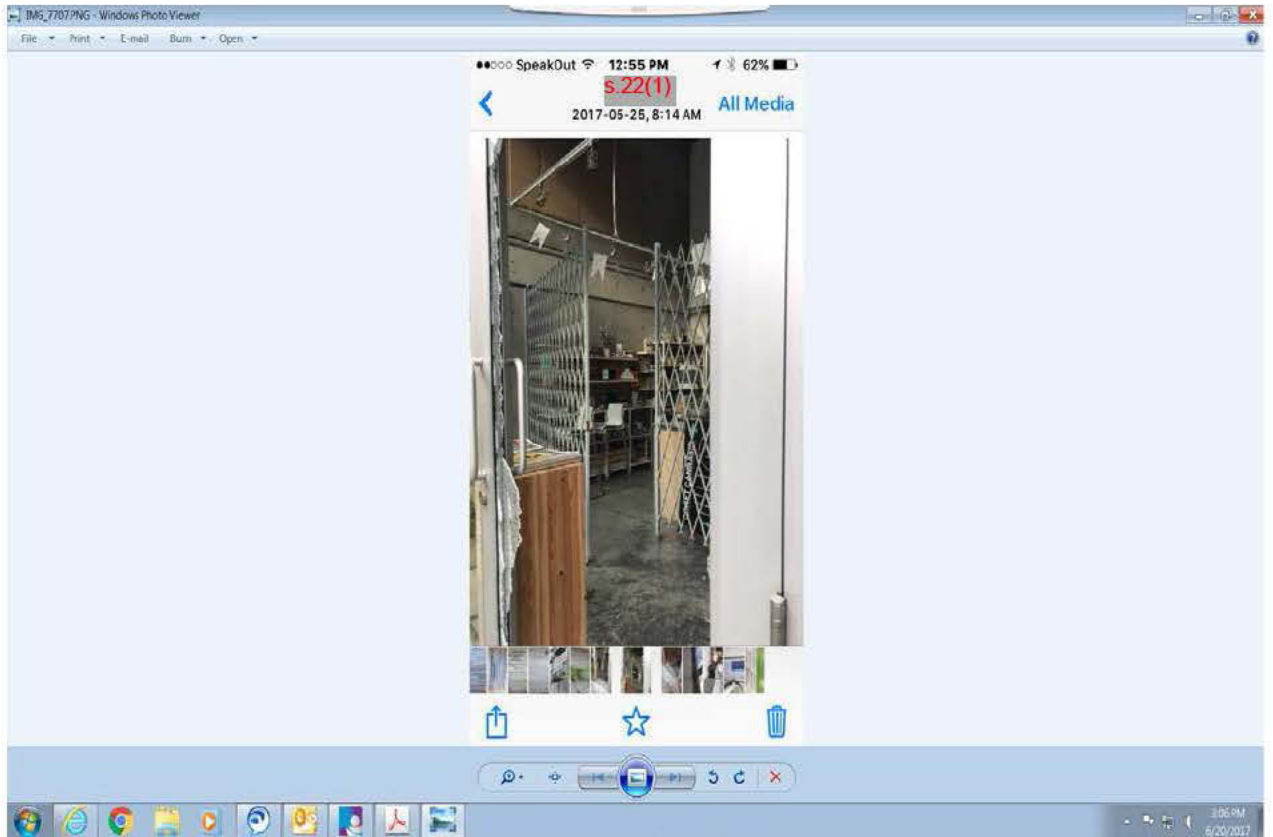 IMG_7707.PNG - Windows Photo Viewer
File Print E-mail Burn Open
SpeakOut 12:55 PM 62%
s.22(1)
2017-05-25, 8:14 AM
All Media
3:06 PM
6/20/2017